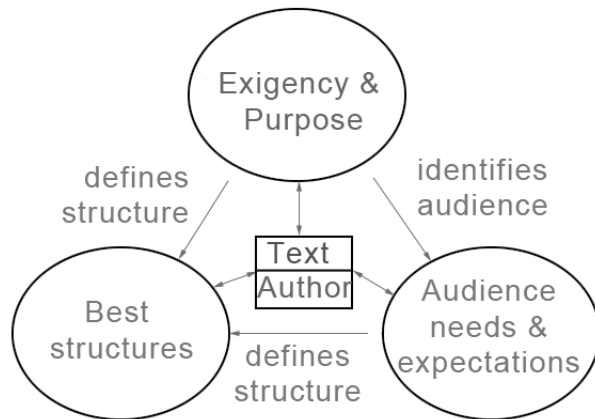 Exigency &
Purpose
defines
structure
identifies
audience
Text
Author
Best
structures
Audience
needs &
expectations
defines
structure